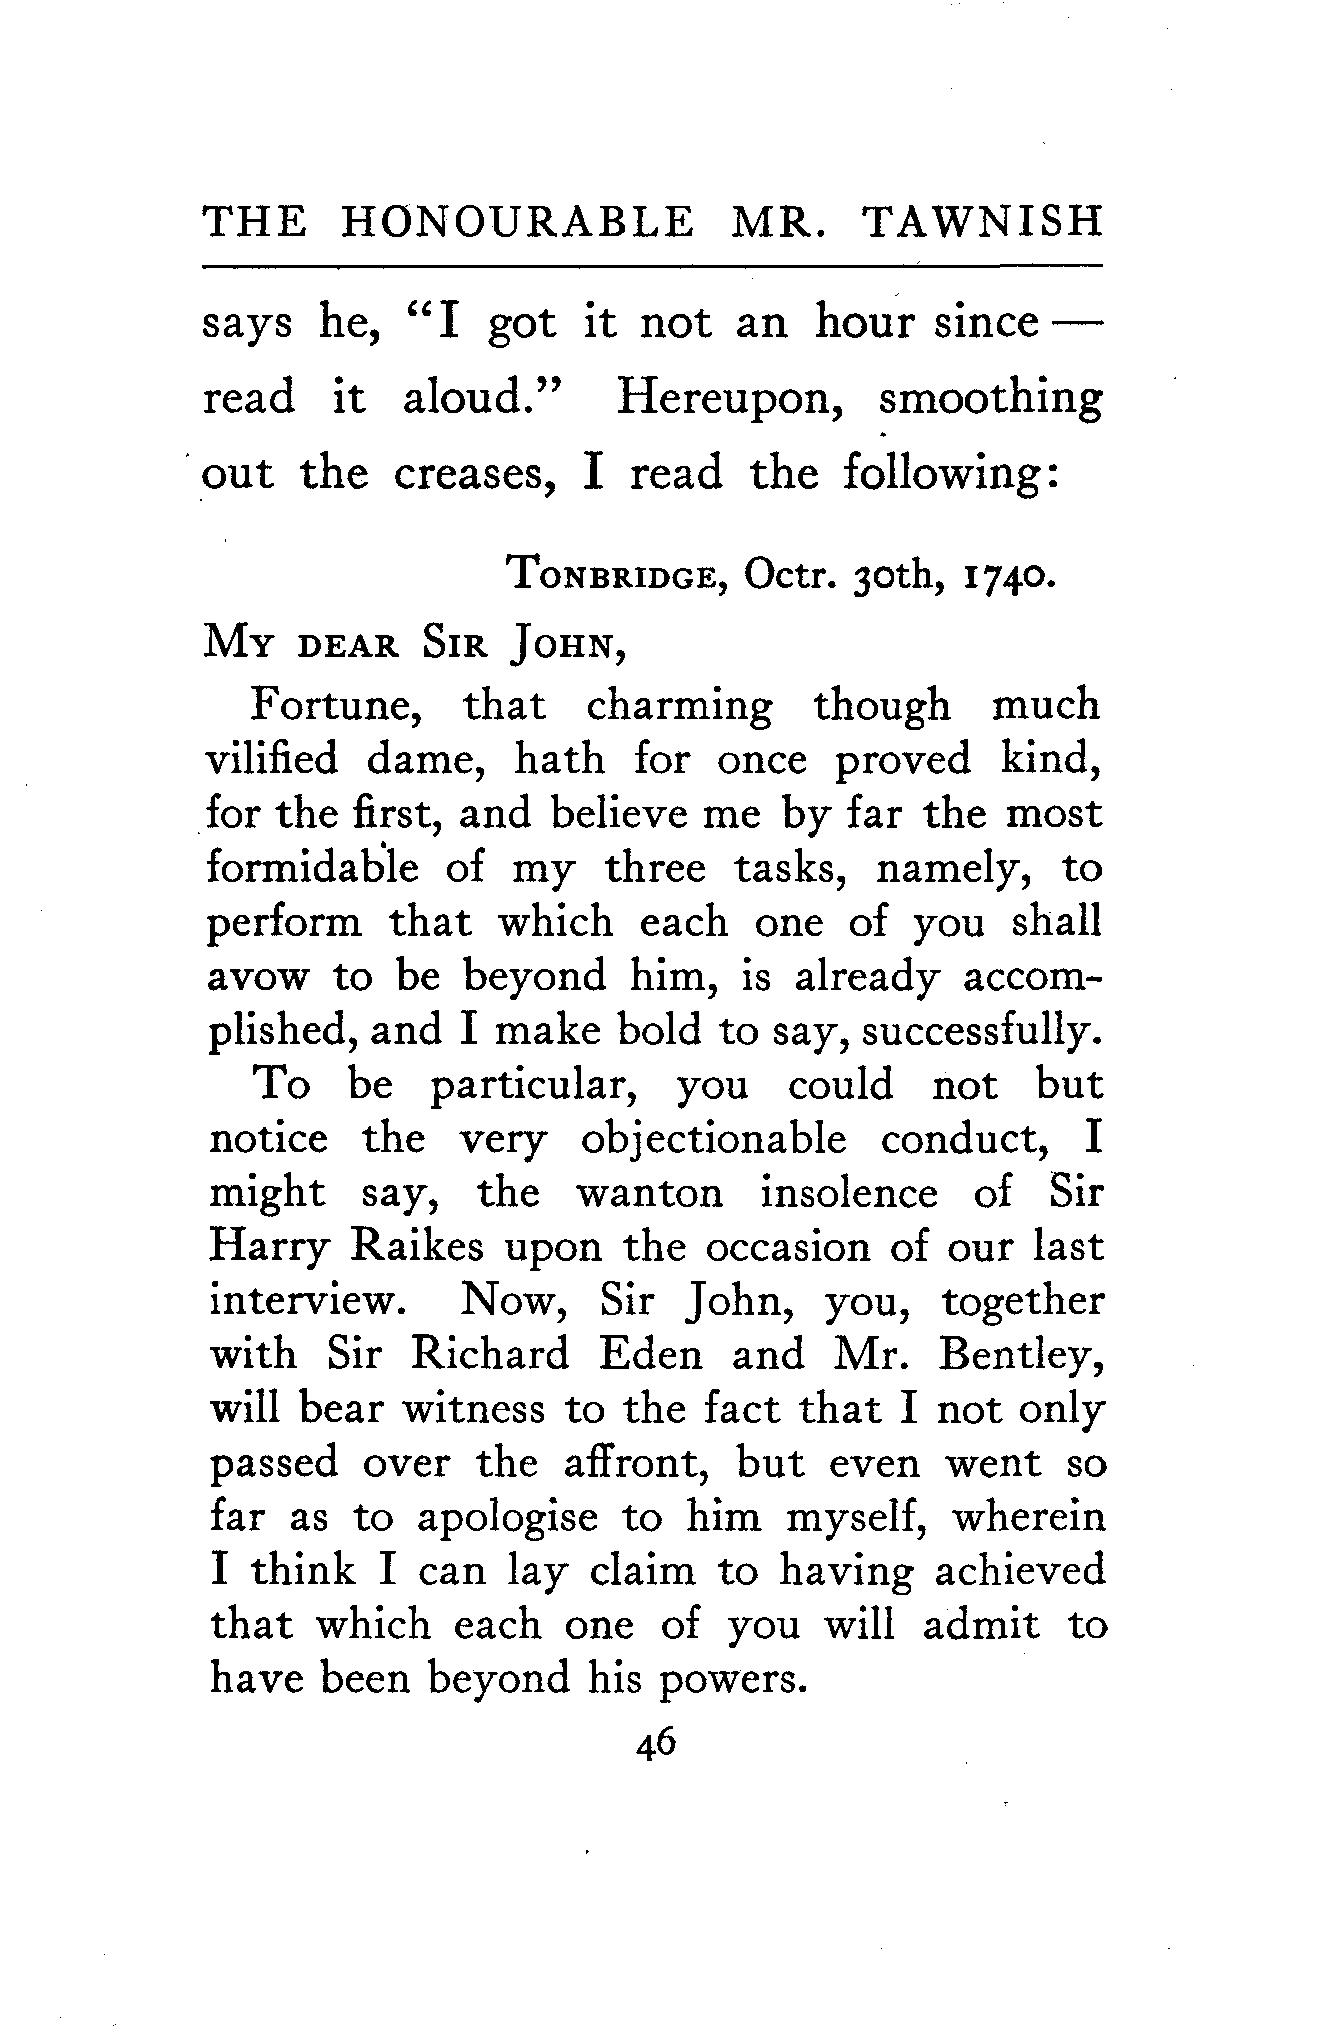 THE HONOURABLE MR. TAWNISH
says he, “I got it not an hour since —
read it aloud.” Hereupon, smoothing
out the creases, I read the following:
TONBRIDGE, Octr. 30th, 1740.
MY DEAR SIR JOHN,
Fortune, that charming though much
vilified dame, hath for once proved kind,
for the first, and believe me by far the most
formidable of my three tasks, namely, to
perform that which each one of you shall
avow to be beyond him, is already accom-
plished, and I make bold to say, successfully.
To be particular, you could not but
notice the very objectionable conduct, I
might say, the wanton insolence of Sir
Harry Raikes upon the occasion of our last
interview. Now, Sir John, you, together
with Sir Richard Eden and Mr. Bentley,
will bear witness to the fact that I not only
passed over the affront, but even went so
far as to apologise to him myself, wherein
I think I can lay claim to having achieved
that which each one of you will admit to
have been beyond his powers.
46